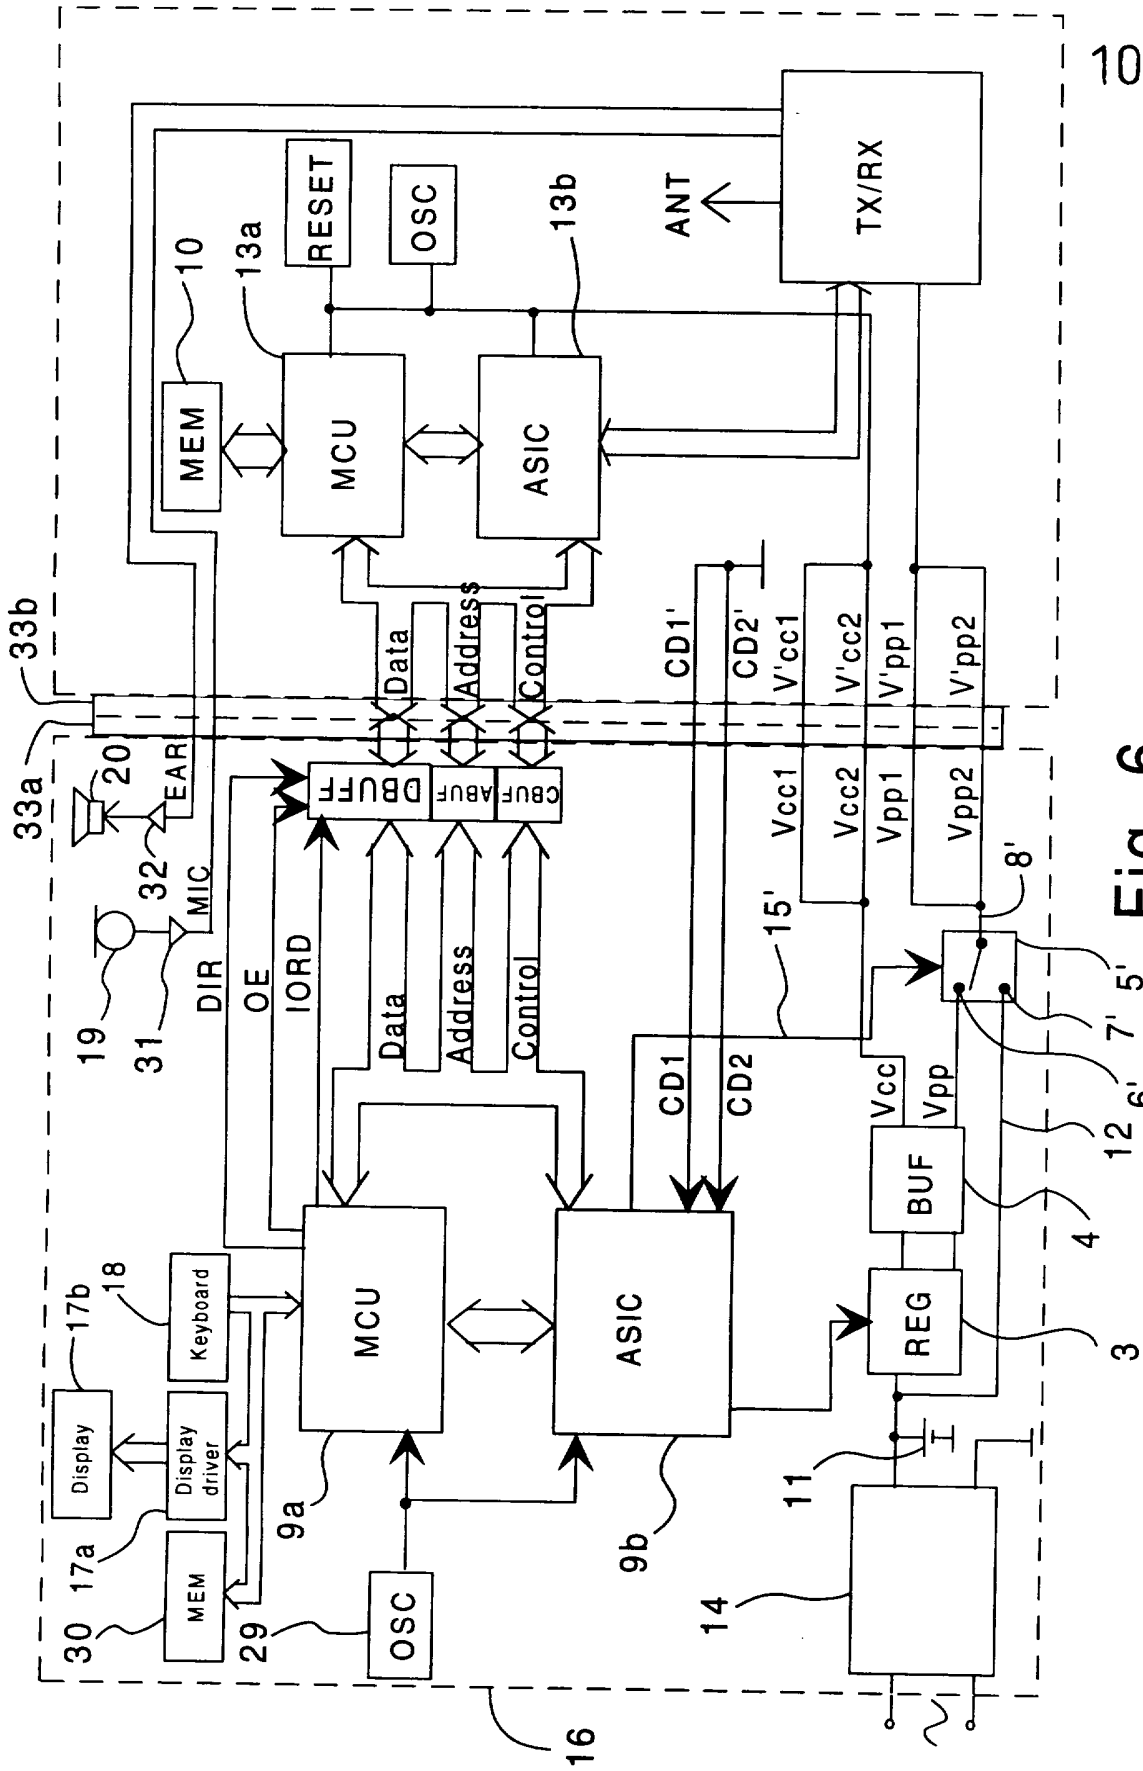 33a
33b
10
20
EAR
32
MIC
19
31
DIR
OE
IORD
DBUFF
ABUF
CBUF
Data
Address
Control
Data
Address
Control
MEM
10
MCU
13a
RESET
OSC
ASIC
13b
ANT
TX/RX
17b
18
Display
Display
driver
Keyboard
17a
30
MEM
MCU
9a
29
OSC
ASIC
9b
16
CD1
CD2
CD1'
CD2'
15'
Vcc1
Vcc2
Vpp1
Vpp2
V'cc1
V'cc2
V'pp1
V'pp2
Vcc
Vpp
BUF
REG
14
11
3
4
12
6'
7'
5'
8'
Fig. 6